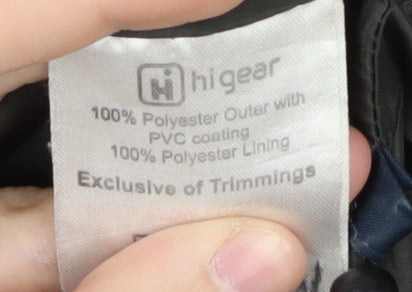 hi gear
100% Polyester Outer with
PVC coating
100% Polyester Lining
Exclusive of Trimmings